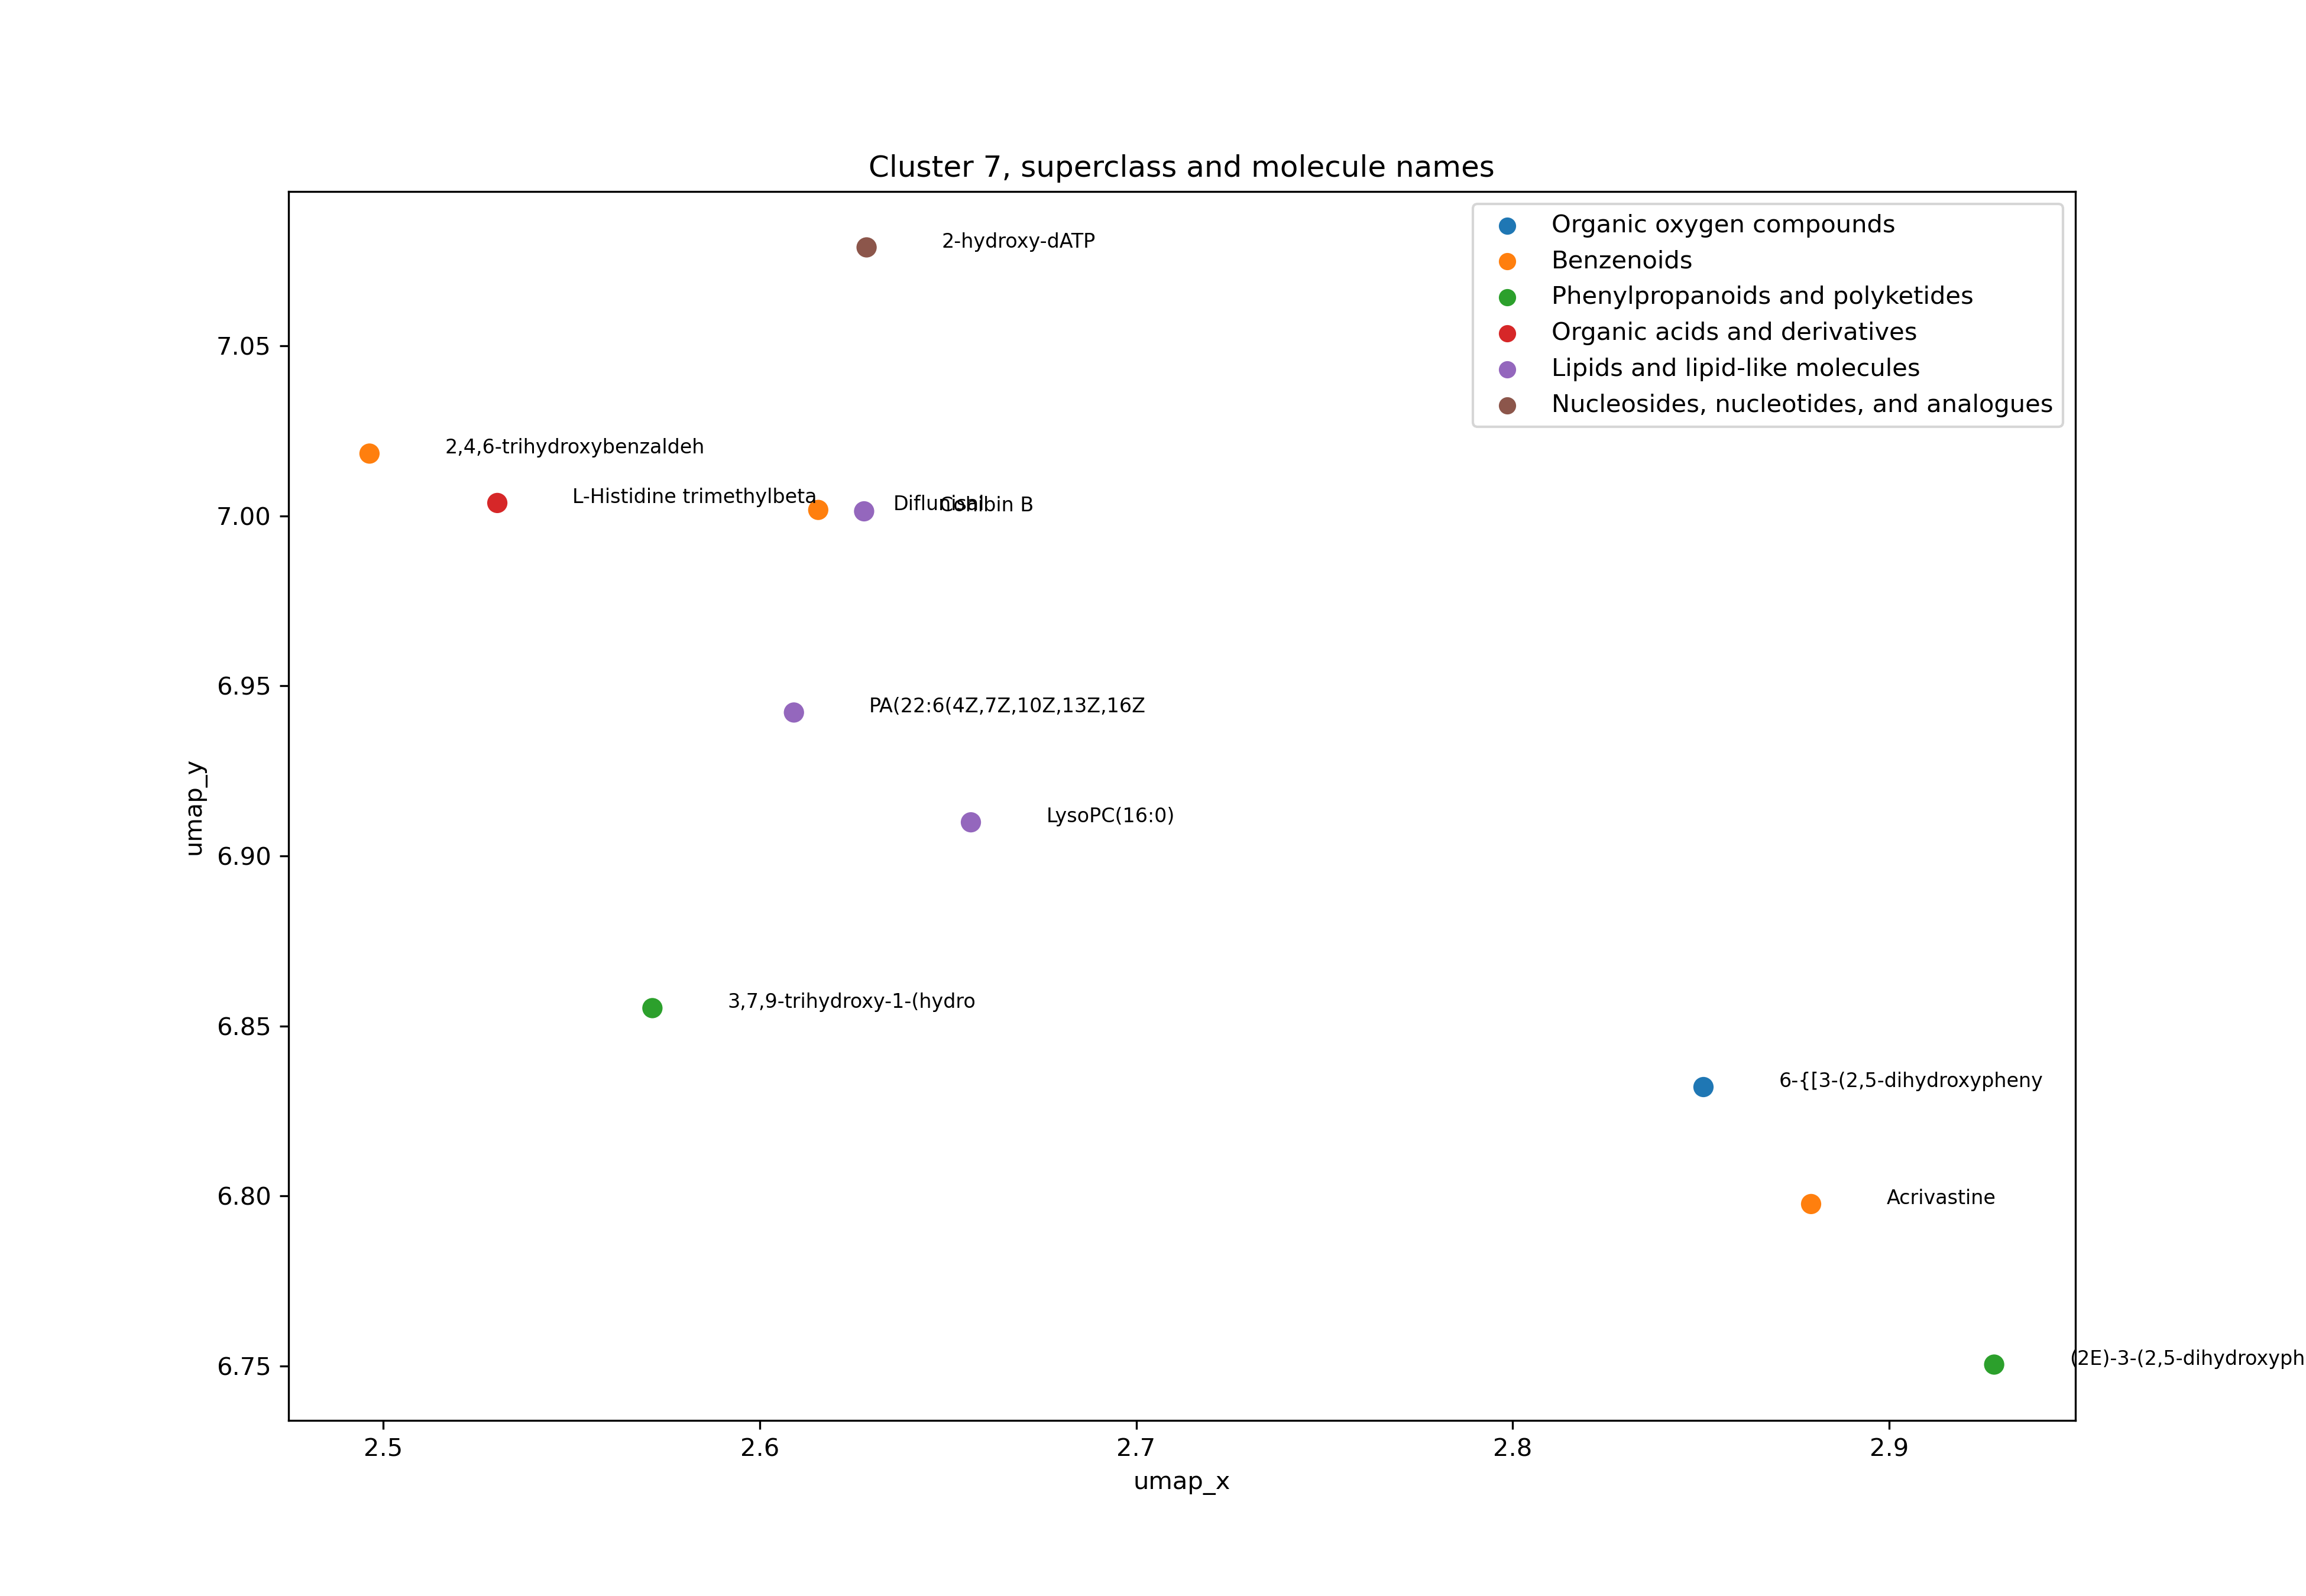 Cluster 7, superclass and molecule names
Organic oxygen compounds
Benzenoids
Phenylpropanoids and polyketides
Organic acids and derivatives
Lipids and lipid-like molecules
Nucleosides, nucleotides, and analogues
2-hydroxy-dATP
2,4,6-trihydroxybenzaldeh
L-Histidine trimethylbeta
Diflunisal
Cohibin B
PA(22:6(4Z,7Z,10Z,13Z,16Z
LysoPC(16:0)
3,7,9-trihydroxy-1-(hydro
6-{[3-(2,5-dihydroxypheny
Acrivastine
(2E)-3-(2,5-dihydroxyph
7.05
7.00
6.95
6.90
6.85
6.80
6.75
umap_y
2.5 2.6 2.7 2.8 2.9
umap_x